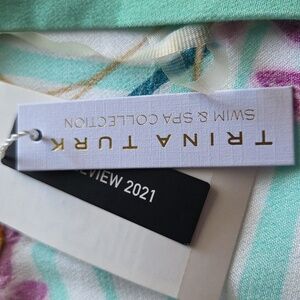 TRINA TURK
SWIM & SPA COLLECTION
VIEW 2021